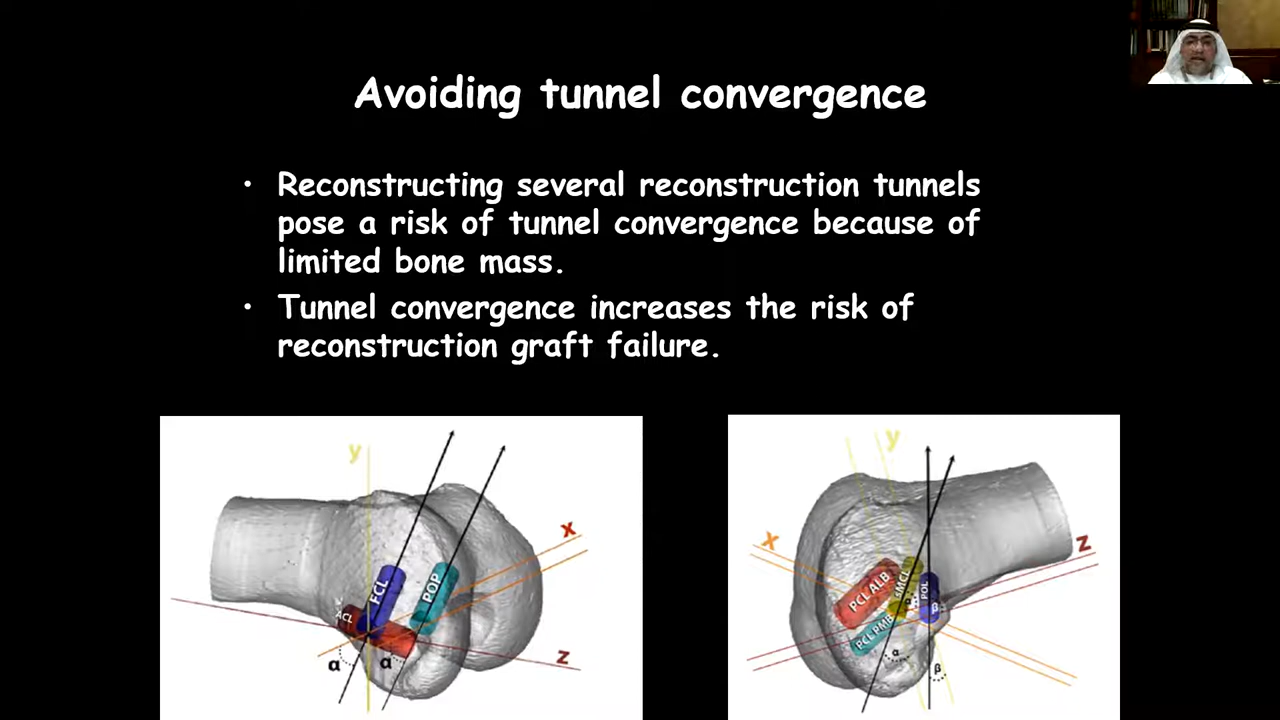 Avoiding tunnel convergence
• Reconstructing several reconstruction tunnels
pose a risk of tunnel convergence because of
limited bone mass.
• Tunnel convergence increases the risk of
reconstruction graft failure.
y
x
FCL
POP
ACL
α
α
z
y
x
z
PCL ALB
sMCL
POL
PCL PMB
β
α
β